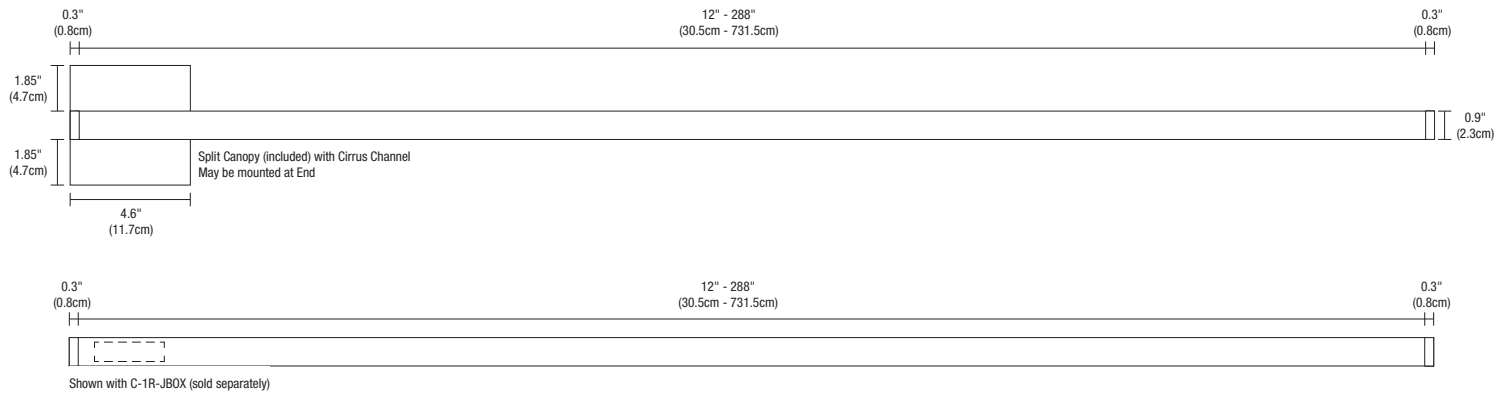 0.3"
(0.8cm)
12" - 288"
(30.5cm - 731.5cm)
0.3"
(0.8cm)
1.85"
(4.7cm)
0.9"
(2.3cm)
1.85"
(4.7cm)
Split Canopy (included) with Cirrus Channel
May be mounted at End
4.6"
(11.7cm)
0.3"
(0.8cm)
12" - 288"
(30.5cm - 731.5cm)
0.3"
(0.8cm)
Shown with C-1R-JBOX (sold separately)